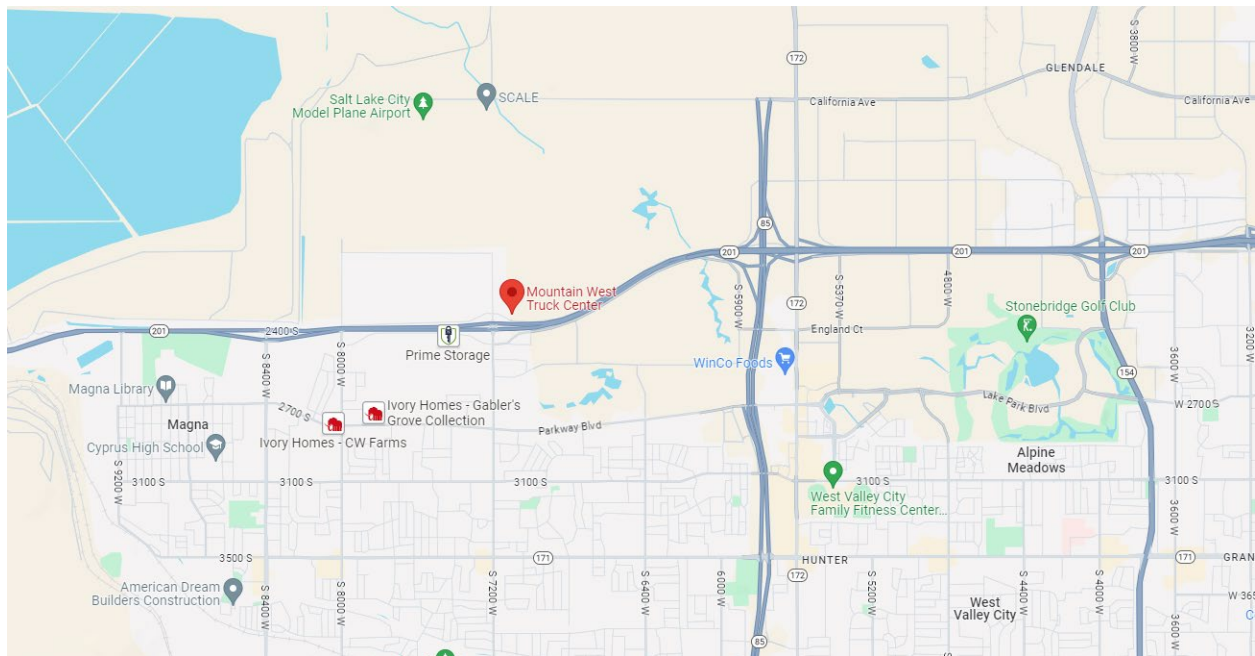 172
S 3800 W
GLENDALE
Salt Lake City
Model Plane Airport
SCALE
California Ave
California Ave
85
201
201
201
S 5900 W
172
S 5370 W
4800 W
3200 W
Mountain West
Truck Center
Stonebridge Golf Club
201
2400 S
England Ct
Prime Storage
S 8400 W
S 8000 W
WinCo Foods
3600 W
154
Magna Library
Lake Park Blvd
W 2700 S
2700 S
Ivory Homes - Gabler's
Grove Collection
Magna
Parkway Blvd
Ivory Homes - CW Farms
Cyprus High School
Alpine
Meadows
S 9200 W
3100 S
3100 S
3100 S
3100 S
3100 S
West Valley City
Family Fitness Center...
3600 W
3500 S
171
HUNTER
171
GRAN
172
American Dream
Builders Construction
S 8400 W
S 8000 W
S 7200 W
S 6400 W
6000 W
S 5200 W
S 4400 W
S 4000 W
W 365
West
Valley City
3600 W
C
85